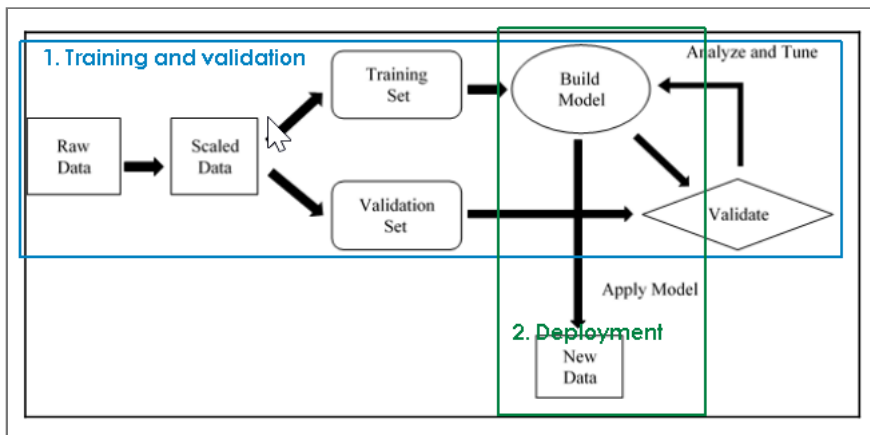 1. Training and validation
Analyze and Tune
Training
Set
Build
Model
Raw
Data
Scaled
Data
Validation
Set
Validate
Apply Model
2. Deployment
New
Data